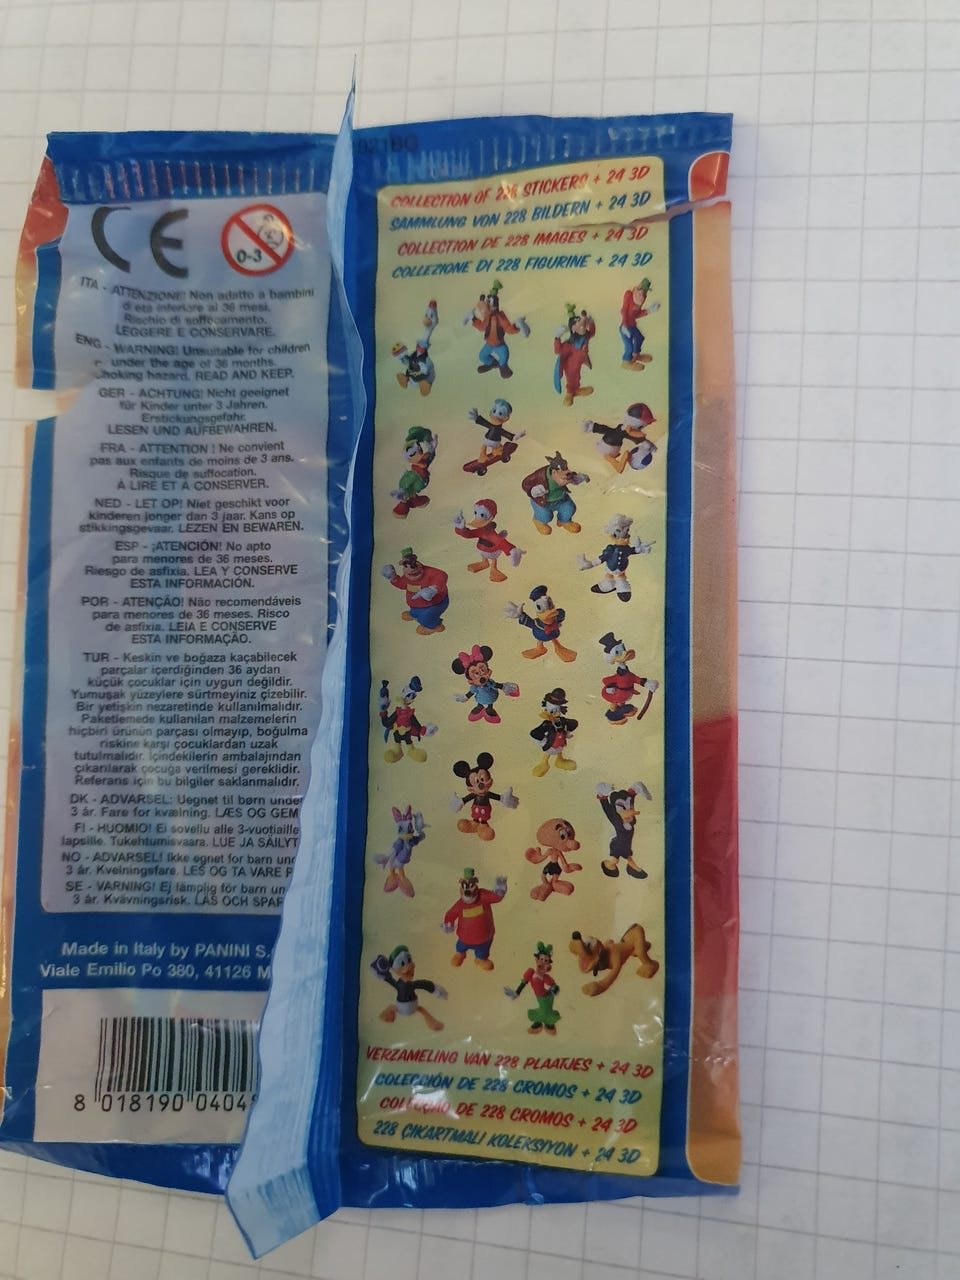 921BG
CE
0-3
ITA - ATTENZIONE! Non adatto a bambini
di età inferiore ai 36 mesi.
Rischio di soffocamento.
LEGGERE E CONSERVARE.
ENG - WARNING! Unsuitable for children
under the age of 36 months.
Choking hazard. READ AND KEEP.
GER - ACHTUNG! Nicht geeignet
für Kinder unter 3 Jahren.
Erstickungsgefahr.
LESEN UND AUFBEWAHREN.
FRA - ATTENTION ! Ne convient
pas aux enfants de moins de 3 ans.
Risque de suffocation.
À LIRE ET À CONSERVER.
NED - LET OP! Niet geschikt voor
kinderen jonger dan 3 jaar. Kans op
stikkingsgevaar. LEZEN EN BEWAREN.
ESP - ¡ATENCIÓN! No apto
para menores de 36 meses.
Riesgo de asfixia. LEA Y CONSERVE
ESTA INFORMACIÓN.
POR - ATENÇÃO! Não recomendáveis
para menores de 36 meses. Risco
de asfixia. LEIA E CONSERVE
ESTA INFORMAÇÃO.
TUR - Keskin ve boğaza kaçabilecek
parçalar içerdiğinden 36 aydan
küçük çocuklar için uygun değildir.
Yumuşak yüzeylere sürtmeyiniz çizebilir.
Bir yetişkin nezaretinde kullanılmalıdır.
Paketlemede kullanılan malzemelerin
hiçbiri ürünün parçası olmayıp, boğulma
riskine karşı çocuklardan uzak
tutulmalıdır. İçindekilerin ambalajından
çıkarılarak çocuğa verilmesi gereklidir.
Referans için bu bilgiler saklanmalıdır.
DK - ADVARSEL: Uegnet til børn under
3 år. Fare for kvælning. LÆS OG GEM
FI - HUOMIO! Ei sovellu alle 3-vuotiaille
lapsille. Tukehtumisvaara. LUE JA SÄILYT
NO - ADVARSEL! Ikke egnet for barn und
3 år. Kvelningsfare. LES OG TA VARE P
SE - VARNING! Ej lämplig för barn un
3 år. Kvävningsrisk. LÄS OCH SPAR
Made in Italy by PANINI S.
Viale Emilio Po 380, 41126 M
8 018190 0404
COLLECTION OF 228 STICKERS + 24 3D
SAMMLUNG VON 228 BILDERN + 24 3D
COLLECTION DE 228 IMAGES + 24 3D
COLLEZIONE DI 228 FIGURINE + 24 3D
VERZAMELING VAN 228 PLAATJES + 24 3D
COLECCIÓN DE 228 CROMOS + 24 3D
COLECÇÃO DE 228 CROMOS + 24 3D
228 ÇIKARTMALI KOLEKSIYON + 24 3D